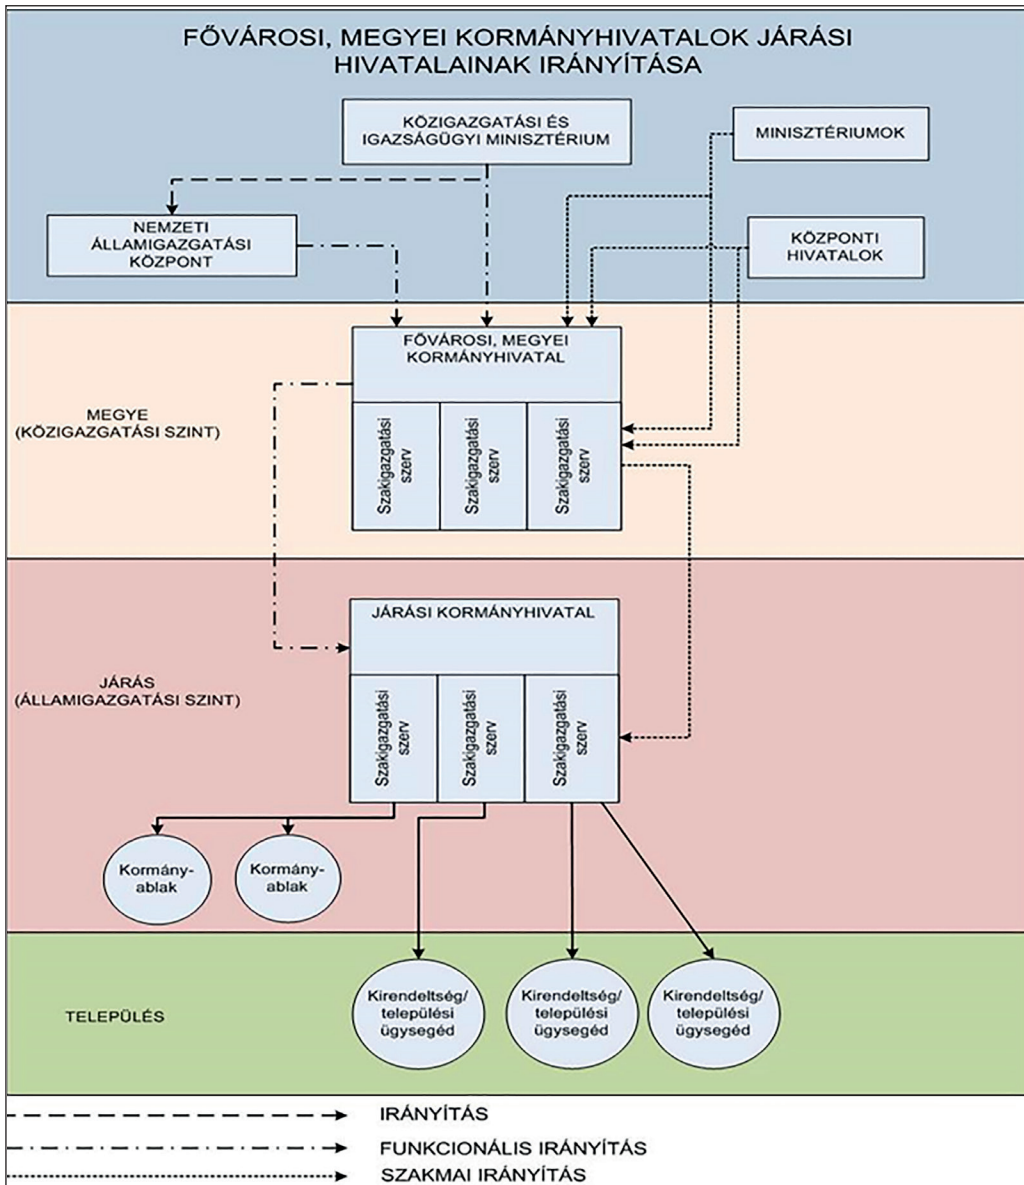 FŐVÁROSI, MEGYEI KORMÁNYHIVATALOK JÁRÁSI
HIVATALAINAK IRÁNYÍTÁSA
KÖZIGAZGATÁSI ÉS
IGAZSÁGÜGYI MINISZTÉRIUM
MINISZTÉRIUMOK
NEMZETI
ÁLLAMIGAZGATÁSI
KÖZPONT
KÖZPONTI
HIVATALOK
FŐVÁROSI, MEGYEI
KORMÁNYHIVATAL
MEGYE
(KÖZIGAZGATÁSI SZINT)
Szakigazgatási
szerv
Szakigazgatási
szerv
Szakigazgatási
szerv
JÁRÁSI KORMÁNYHIVATAL
JÁRÁS
(ÁLLAMIGAZGATÁSI SZINT)
Szakigazgatási
szerv
Szakigazgatási
szerv
Szakigazgatási
szerv
Kormány-
ablak
Kormány-
ablak
TELEPÜLÉS
Kirendeltség/
települési
ügysegéd
Kirendeltség/
települési
ügysegéd
Kirendeltség/
települési
ügysegéd
IRÁNYÍTÁS
FUNKCIONÁLIS IRÁNYÍTÁS
SZAKMAI IRÁNYÍTÁS